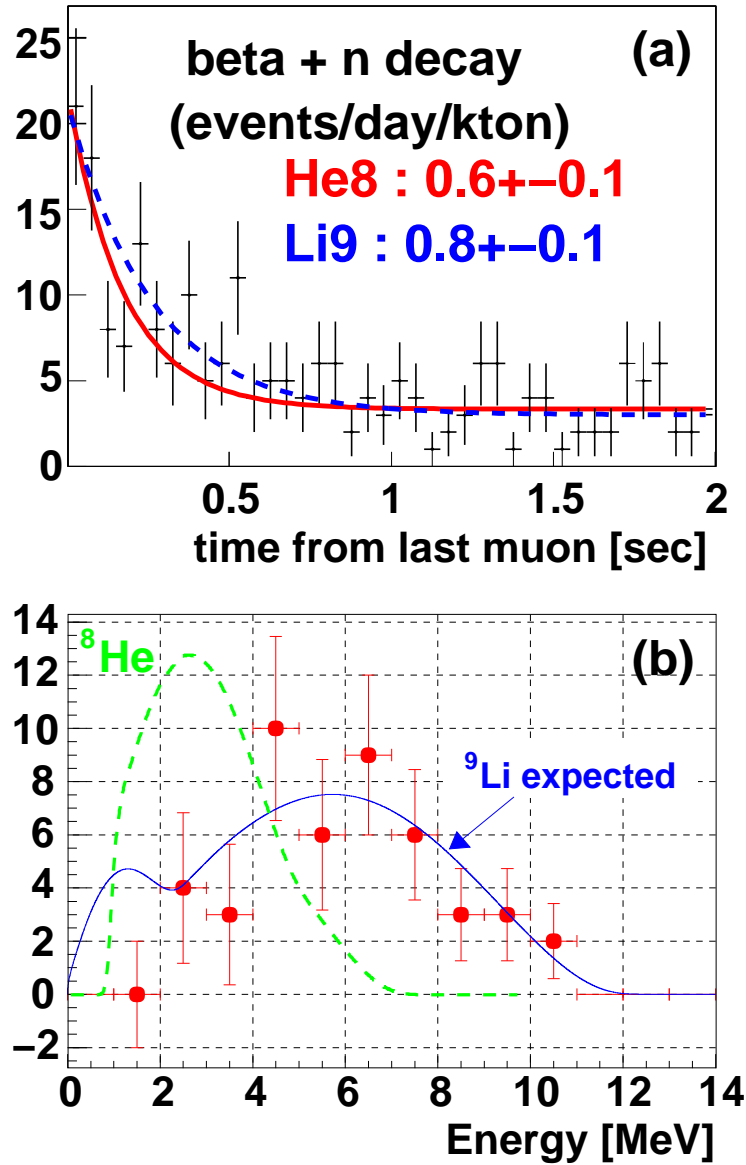 25
20
15
10
5
0
beta + n decay
(a)
(events/day/kton)
He8 : 0.6+−0.1
Li9 : 0.8+−0.1
0.5
1
1.5
2
time from last muon [sec]
14
12
10
8
6
4
2
0
−2
⁸He
(b)
⁹Li expected
0
2
4
6
8
10
12
14
Energy [MeV]